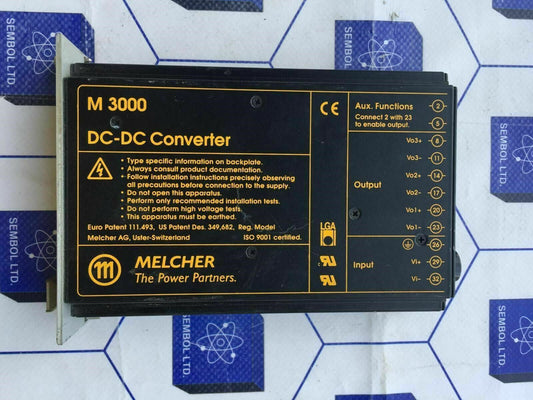 M 3000
DC-DC Converter
• Type specific information on backplate.
• Always consult product documentation.
• Follow installation instructions precisely observing
all precautions before connection to the supply.
• Do not open this apparatus.
• Perform only recommended installation tests.
• Do not perform high voltage tests.
• This apparatus must be earthed.
Euro Patent 111.493, US Patent Des. 349,682, Reg. Model
Melcher AG, Uster-Switzerland ISO 9001 certified.
m MELCHER
The Power Partners.
CE
LGA
Aux. Functions 2
Connect 2 with 23
to enable output. 5
Vo3+ 8
Vo3- 11
Vo2+ 14
Output Vo2- 17
Vo1+ 20
Vo1- 23
26
Input Vi+ 29
Vi- 32
SEMBOL LTD.
SEMBOL LTD.
SEMBOL LTD.
SEMBOL LTD.
SEMBOL LTD.
SEMBOL LTD.